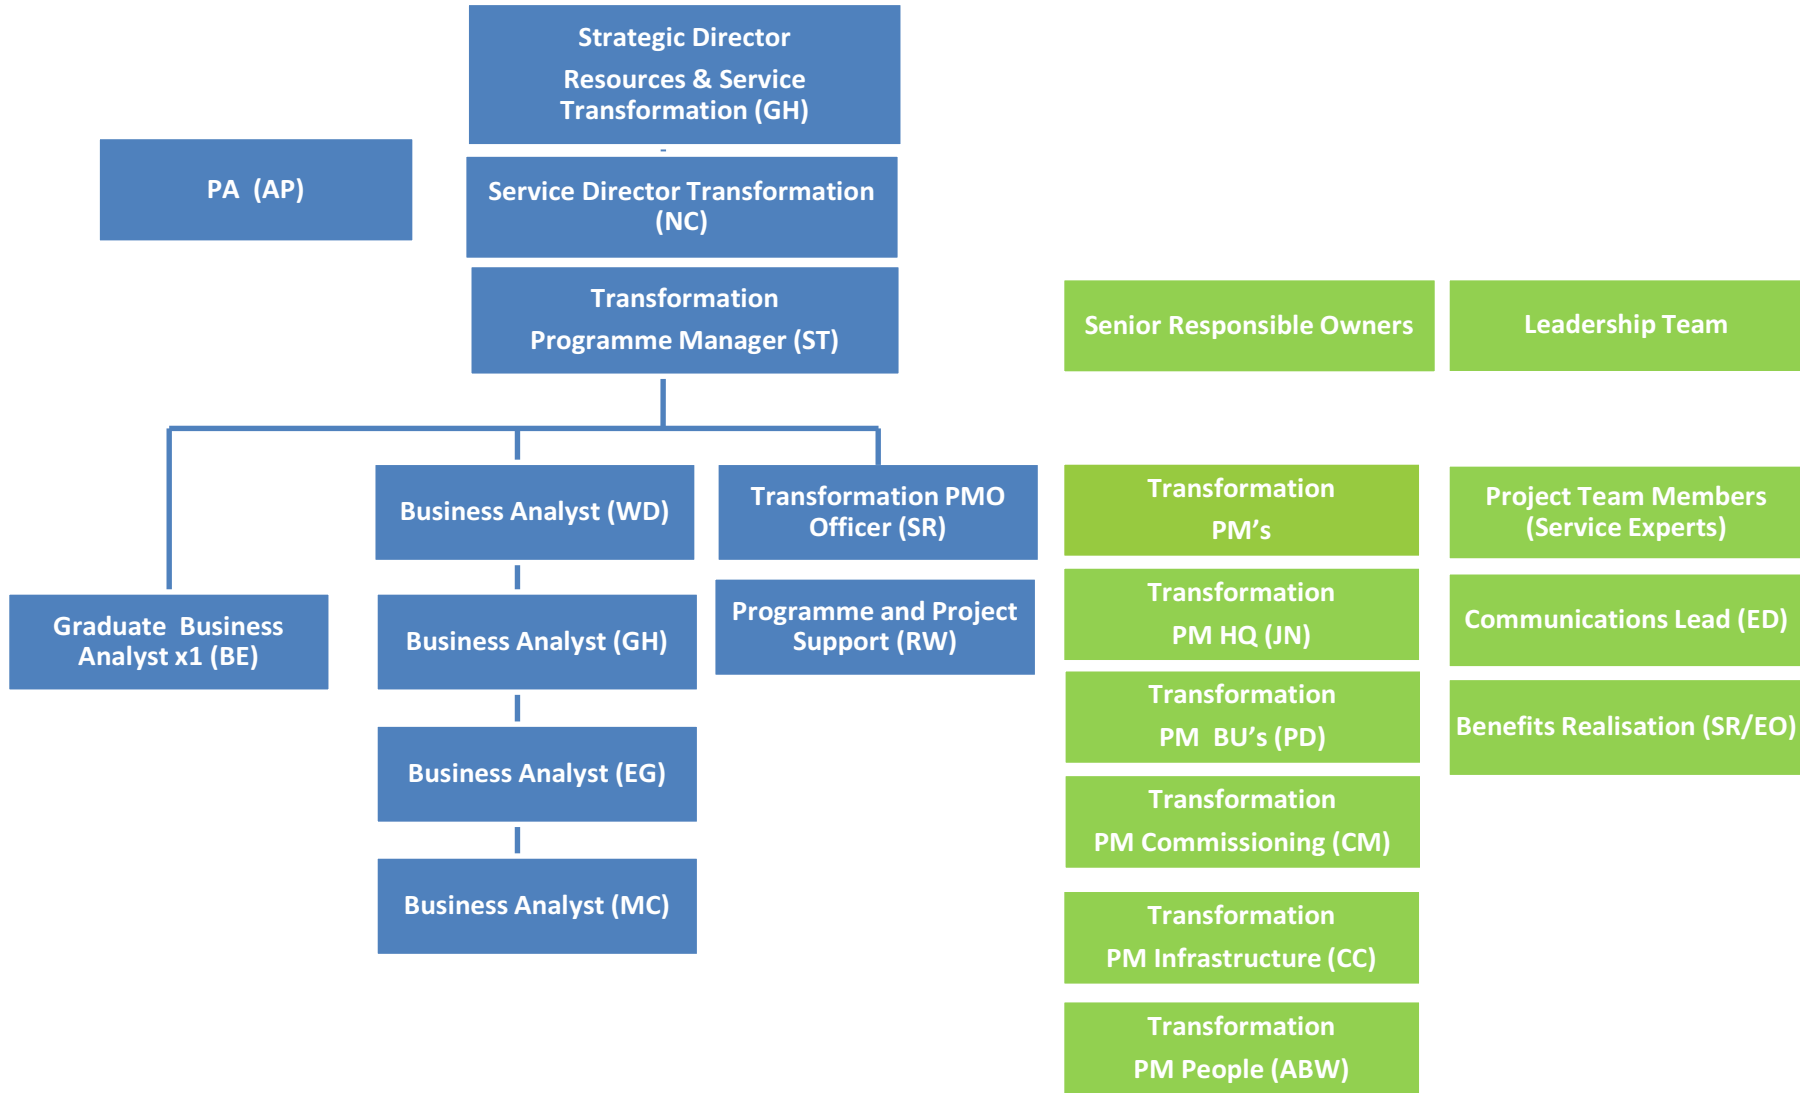 Strategic Director
Resources & Service
Transformation (GH)
PA (AP)
Service Director Transformation
(NC)
Transformation
Programme Manager (ST)
Senior Responsible Owners
Leadership Team
Business Analyst (WD)
Transformation PMO
Officer (SR)
Transformation
PM’s
Project Team Members
(Service Experts)
Graduate Business
Analyst x1 (BE)
Business Analyst (GH)
Programme and Project
Support (RW)
Transformation
PM HQ (JN)
Communications Lead (ED)
Transformation
PM BU’s (PD)
Benefits Realisation (SR/EO)
Business Analyst (EG)
Transformation
PM Commissioning (CM)
Business Analyst (MC)
Transformation
PM Infrastructure (CC)
Transformation
PM People (ABW)